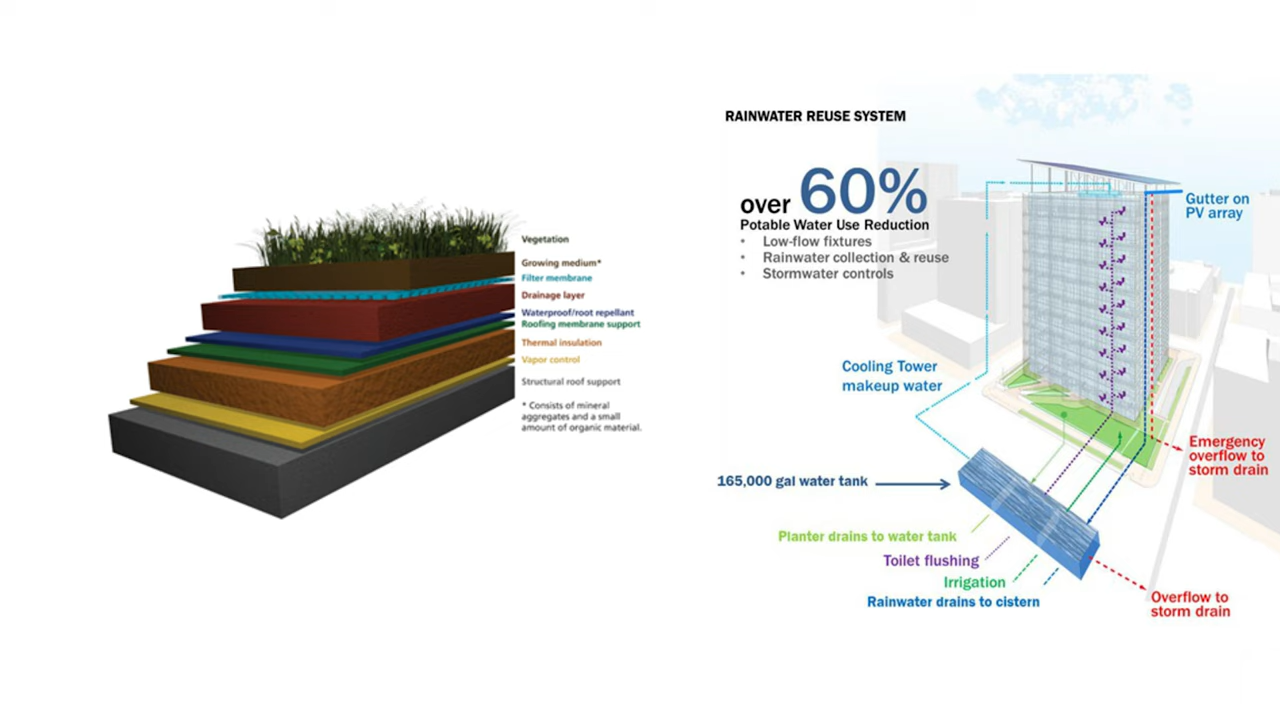 Vegetation
Growing medium*
Filter membrane
Drainage layer
Waterproof/root repellant
Roofing membrane support
Thermal insulation
Vapor control
Structural roof support
* Consists of mineral
aggregates and a small
amount of organic material.
RAINWATER REUSE SYSTEM
over 60%
Potable Water Use Reduction
• Low-flow fixtures
• Rainwater collection & reuse
• Stormwater controls
Gutter on
PV array
Cooling Tower
makeup water
Emergency
overflow to
storm drain
165,000 gal water tank
Planter drains to water tank
Toilet flushing
Irrigation
Rainwater drains to cistern
Overflow to
storm drain